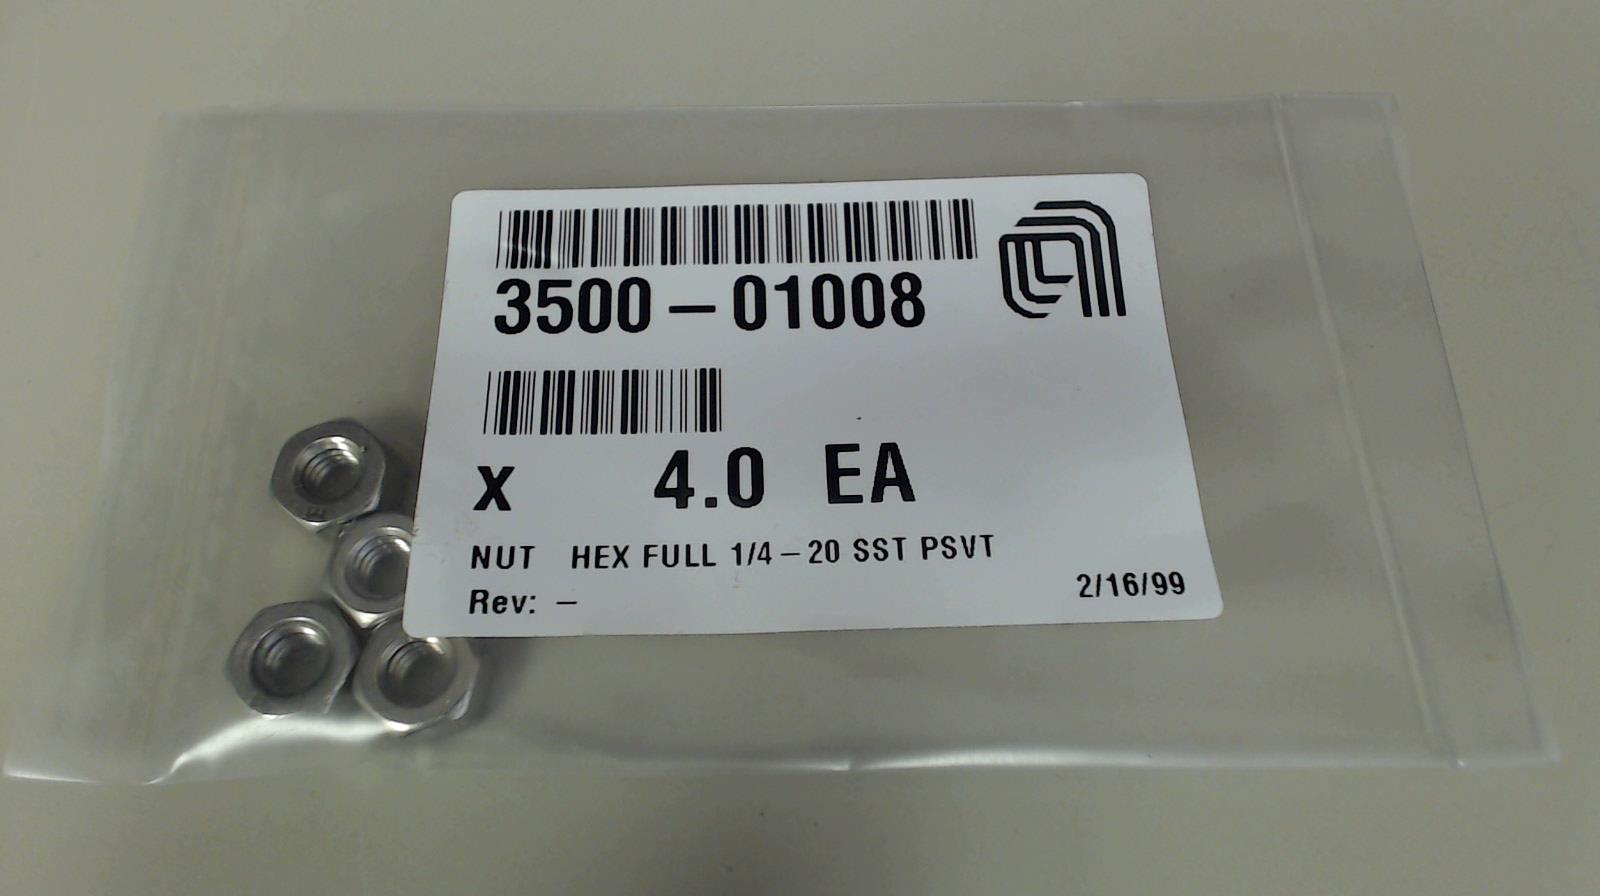 3500-01008
X 4.0 EA
NUT HEX FULL 1/4-20 SST PSVT
Rev: -
2/16/99